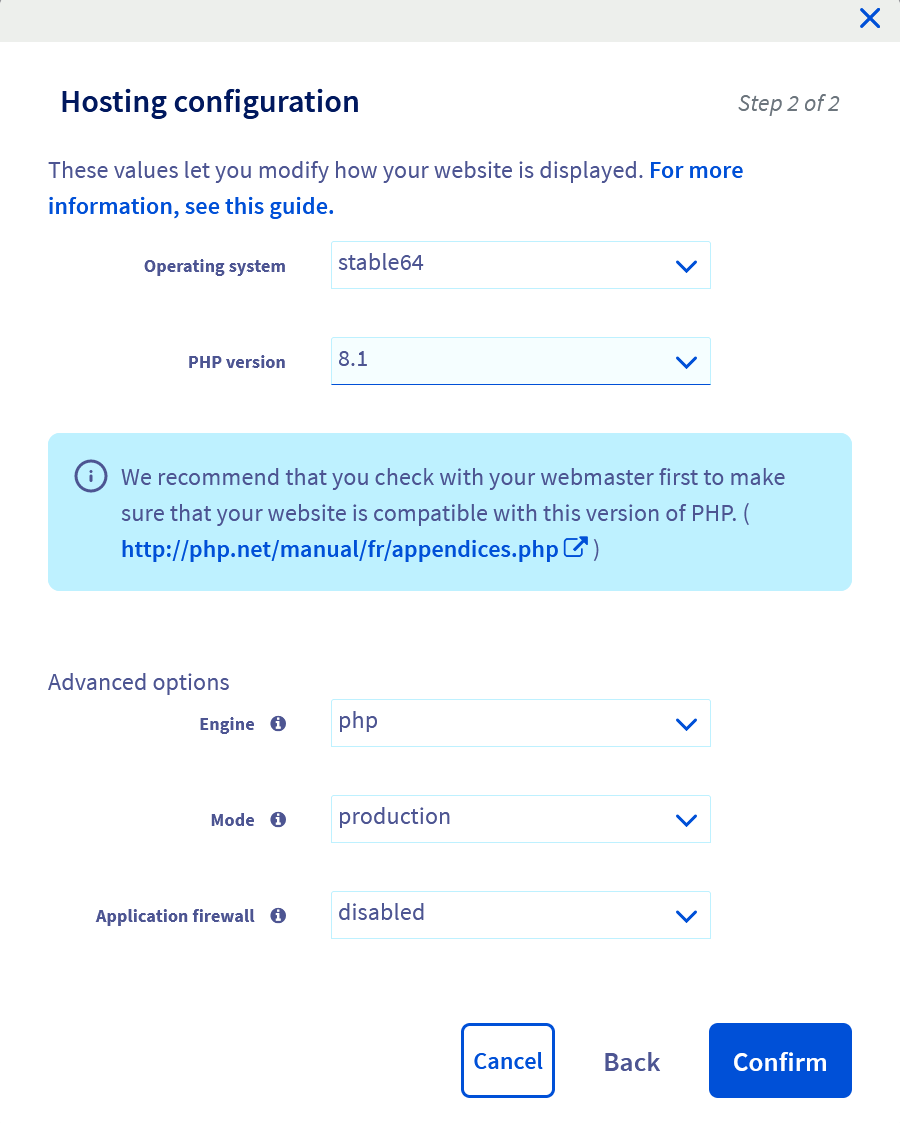 Hosting configuration
Step 2 of 2
These values let you modify how your website is displayed. For more
information, see this guide.
Operating system
stable64
PHP version
8.1
We recommend that you check with your webmaster first to make
sure that your website is compatible with this version of PHP. (
http://php.net/manual/fr/appendices.php )
Advanced options
Engine
php
Mode
production
Application firewall
disabled
Cancel
Back
Confirm